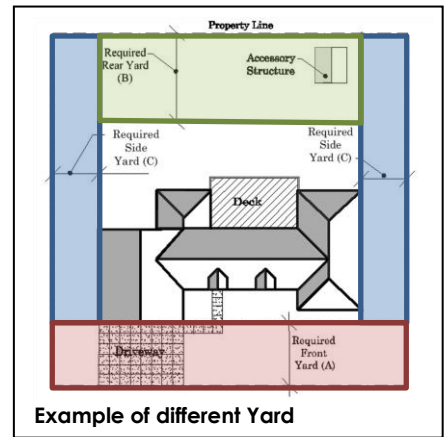 Property Line
Required
Rear Yard
(B)
Accessory
Structure
Required
Side
Yard (C)
Required
Side
Yard (C)
Deck
Driveway
Required
Front
Yard (A)
Example of different Yard